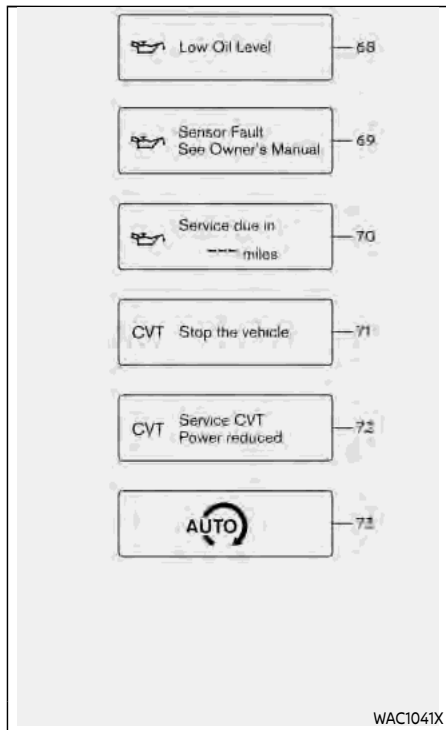 Low Oil Level
68
Sensor Fault
See Owner's Manual
69
Service due in
--- miles
70
CVT Stop the vehicle
71
CVT Service CVT
Power reduced
72
AUTO
73
WAC1041X